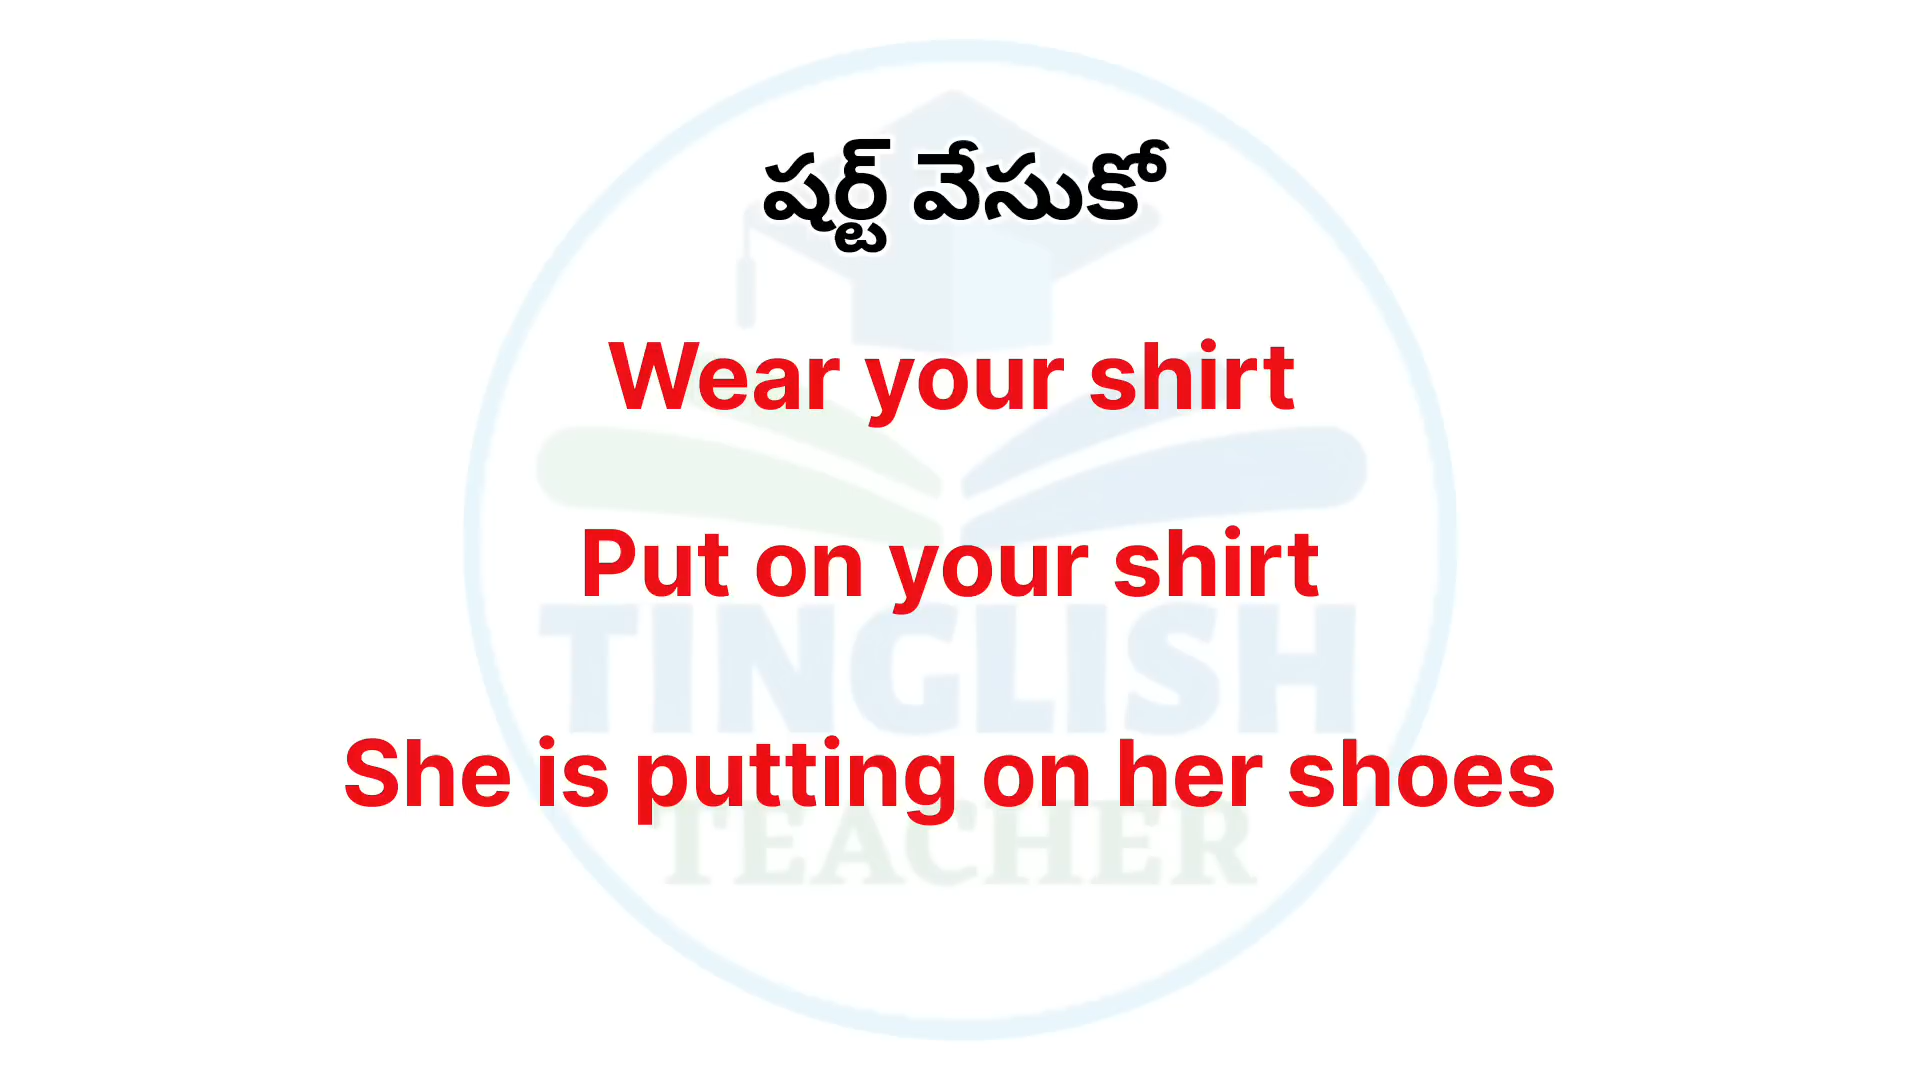 షర్ట్ వేసుకో
Wear your shirt
Put on your shirt
TINGLISH
She is putting on her shoes
TEACHER